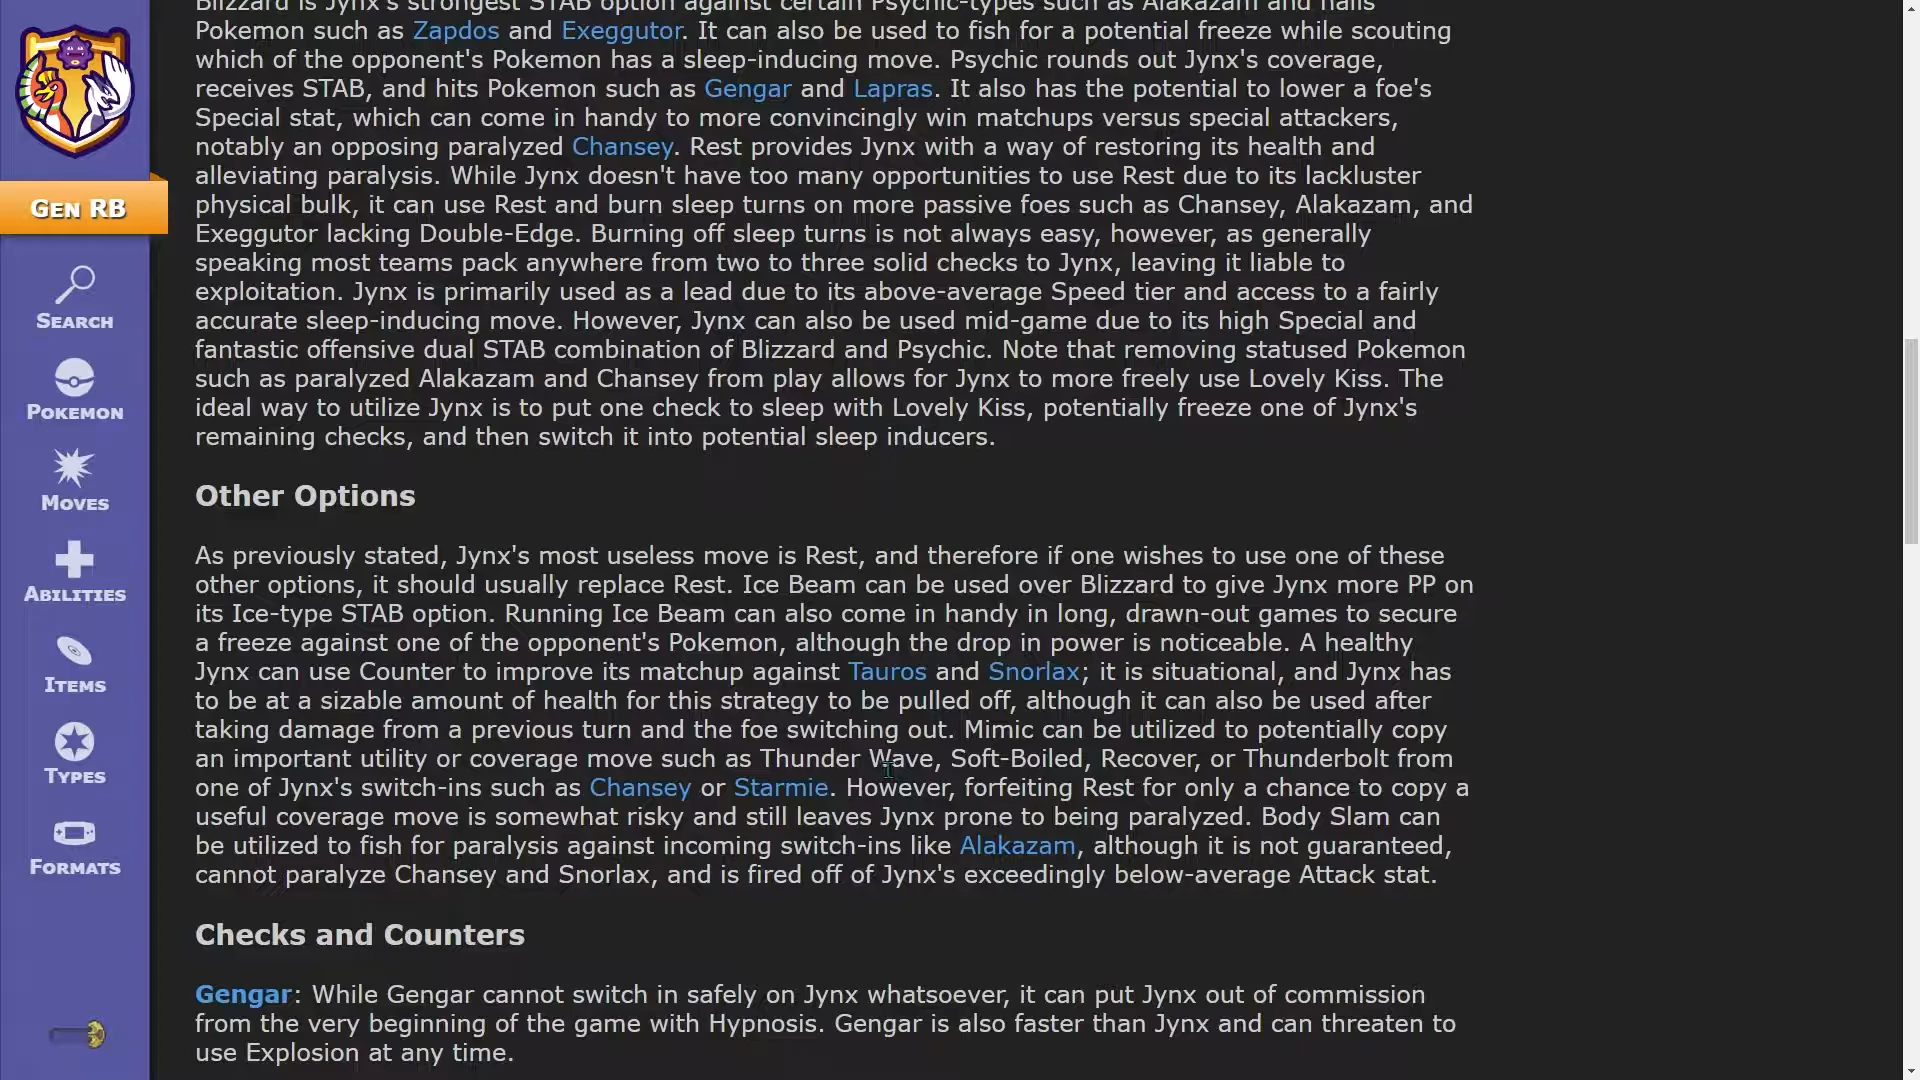 Blizzard is Jynx's strongest STAB option against certain Psychic-types such as Alakazam and nails
Pokemon such as Zapdos and Exeggutor. It can also be used to fish for a potential freeze while scouting
which of the opponent's Pokemon has a sleep-inducing move. Psychic rounds out Jynx's coverage,
receives STAB, and hits Pokemon such as Gengar and Lapras. It also has the potential to lower a foe's
Special stat, which can come in handy to more convincingly win matchups versus special attackers,
notably an opposing paralyzed Chansey. Rest provides Jynx with a way of restoring its health and
alleviating paralysis. While Jynx doesn't have too many opportunities to use Rest due to its lackluster
physical bulk, it can use Rest and burn sleep turns on more passive foes such as Chansey, Alakazam, and
Exeggutor lacking Double-Edge. Burning off sleep turns is not always easy, however, as generally
speaking most teams pack anywhere from two to three solid checks to Jynx, leaving it liable to
exploitation. Jynx is primarily used as a lead due to its above-average Speed tier and access to a fairly
accurate sleep-inducing move. However, Jynx can also be used mid-game due to its high Special and
fantastic offensive dual STAB combination of Blizzard and Psychic. Note that removing statused Pokemon
such as paralyzed Alakazam and Chansey from play allows for Jynx to more freely use Lovely Kiss. The
ideal way to utilize Jynx is to put one check to sleep with Lovely Kiss, potentially freeze one of Jynx's
remaining checks, and then switch it into potential sleep inducers.
Other Options
As previously stated, Jynx's most useless move is Rest, and therefore if one wishes to use one of these
other options, it should usually replace Rest. Ice Beam can be used over Blizzard to give Jynx more PP on
its Ice-type STAB option. Running Ice Beam can also come in handy in long, drawn-out games to secure
a freeze against one of the opponent's Pokemon, although the drop in power is noticeable. A healthy
Jynx can use Counter to improve its matchup against Tauros and Snorlax; it is situational, and Jynx has
to be at a sizable amount of health for this strategy to be pulled off, although it can also be used after
taking damage from a previous turn and the foe switching out. Mimic can be utilized to potentially copy
an important utility or coverage move such as Thunder Wave, Soft-Boiled, Recover, or Thunderbolt from
one of Jynx's switch-ins such as Chansey or Starmie. However, forfeiting Rest for only a chance to copy a
useful coverage move is somewhat risky and still leaves Jynx prone to being paralyzed. Body Slam can
be utilized to fish for paralysis against incoming switch-ins like Alakazam, although it is not guaranteed,
cannot paralyze Chansey and Snorlax, and is fired off of Jynx's exceedingly below-average Attack stat.
Checks and Counters
Gengar: While Gengar cannot switch in safely on Jynx whatsoever, it can put Jynx out of commission
from the very beginning of the game with Hypnosis. Gengar is also faster than Jynx and can threaten to
use Explosion at any time.
GEN RB
SEARCH
POKEMON
MOVES
ABILITIES
ITEMS
TYPES
FORMATS